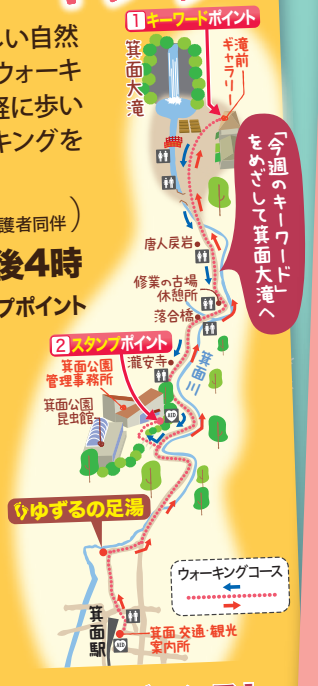 しい自然
ウォーキ
軽に歩い
キングを
護者同伴）
後4時
プポイント
1 キーワードポイント
箕面大滝
滝前
ギャラリー
「今週のキーワード」
をめざして箕面大滝へ
唐人戻岩
修業の古場
休憩所
落合橋
2 スタンプポイント
瀧安寺
箕面公園
管理事務所
箕面川
箕面公園
昆虫館
AED
ゆずるの足湯
ウォーキングコース
箕面駅
箕面 交通・観光
案内所
AED